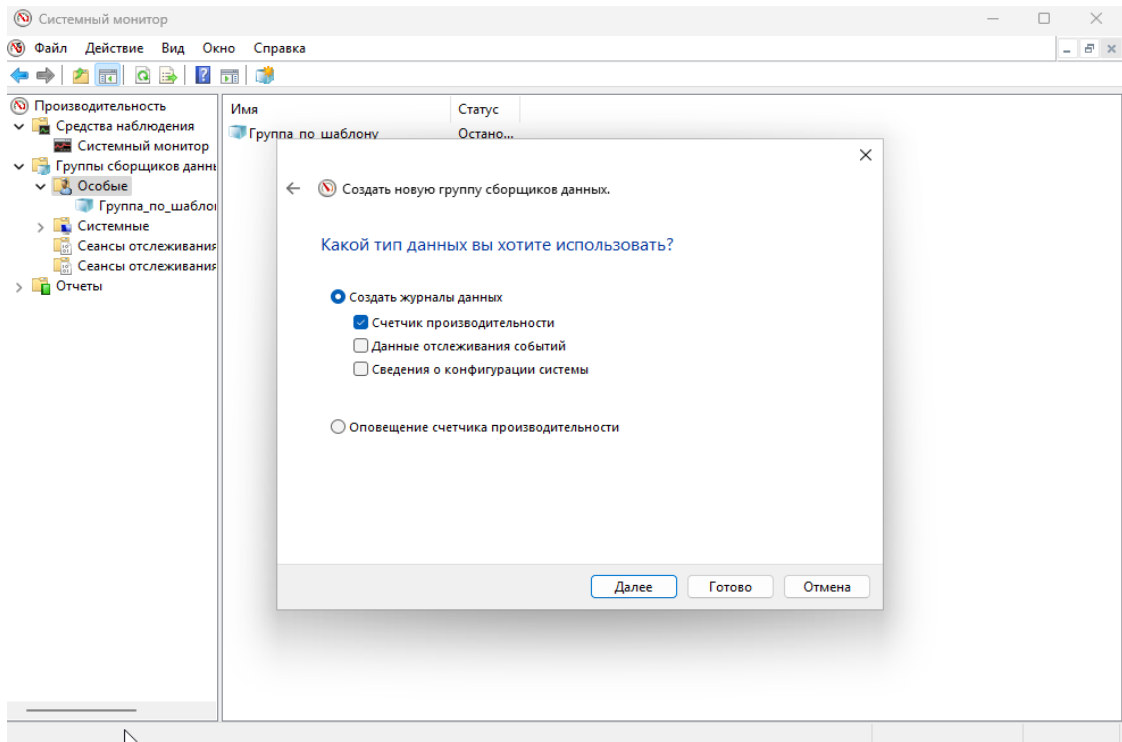 Системный монитор
Файл Действие Вид Окно Справка
Производительность
Средства наблюдения
Системный монитор
Группы сборщиков даннь
Особые
Группа_по_шаблон
Системные
Сеансы отслеживания
Сеансы отслеживания
Отчеты
Имя Статус
Группа_по_шаблону Остано...
Создать новую группу сборщиков данных.
Какой тип данных вы хотите использовать?
Создать журналы данных
Счетчик производительности
Данные отслеживания событий
Сведения о конфигурации системы
Оповещение счетчика производительности
Далее Готово Отмена